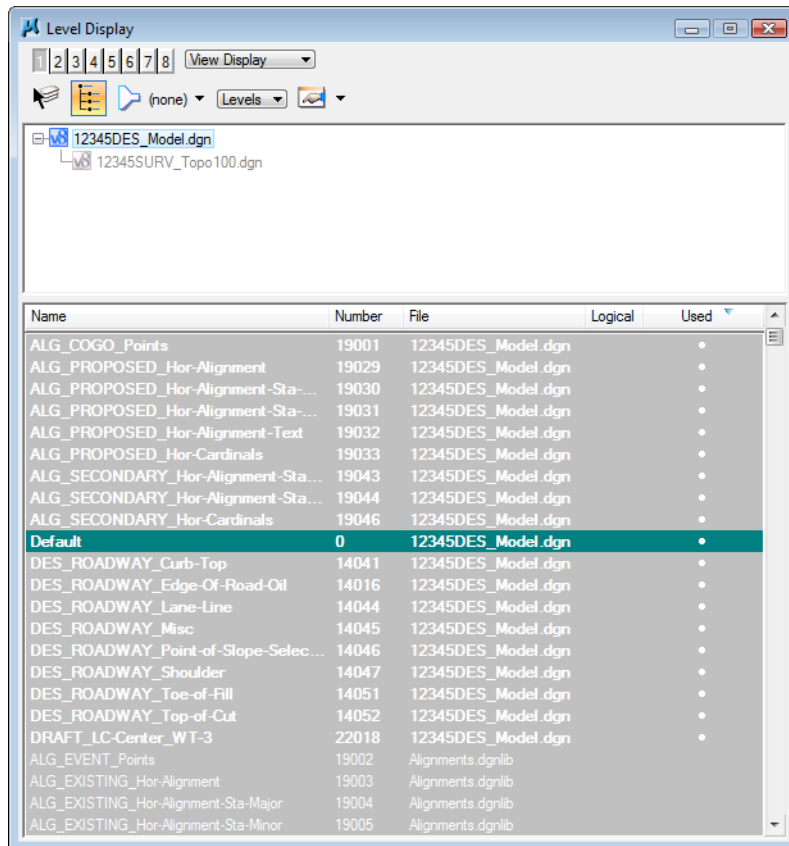 Level Display
1 2 3 4 5 6 7 8 View Display
(none) Levels
12345DES_Model.dgn
12345SURV_Topo100.dgn
Name Number File Logical Used
ALG_COGO_Points 19001 12345DES_Model.dgn
ALG_PROPOSED_Hor-Alignment 19029 12345DES_Model.dgn
ALG_PROPOSED_Hor-Alignment-Sta-... 19030 12345DES_Model.dgn
ALG_PROPOSED_Hor-Alignment-Sta-... 19031 12345DES_Model.dgn
ALG_PROPOSED_Hor-Alignment-Text 19032 12345DES_Model.dgn
ALG_PROPOSED_Hor-Cardinals 19033 12345DES_Model.dgn
ALG_SECONDARY_Hor-Alignment-Sta... 19043 12345DES_Model.dgn
ALG_SECONDARY_Hor-Alignment-Sta... 19044 12345DES_Model.dgn
ALG_SECONDARY_Hor-Cardinals 19046 12345DES_Model.dgn
Default 0 12345DES_Model.dgn
DES_ROADWAY_Curb-Top 14041 12345DES_Model.dgn
DES_ROADWAY_Edge-Of-Road-Oil 14016 12345DES_Model.dgn
DES_ROADWAY_Lane-Line 14044 12345DES_Model.dgn
DES_ROADWAY_Misc 14045 12345DES_Model.dgn
DES_ROADWAY_Point-of-Slope-Selec... 14046 12345DES_Model.dgn
DES_ROADWAY_Shoulder 14047 12345DES_Model.dgn
DES_ROADWAY_Toe-of-Fill 14051 12345DES_Model.dgn
DES_ROADWAY_Top-of-Cut 14052 12345DES_Model.dgn
DRAFT_LC-Center_WT-3 22018 12345DES_Model.dgn
ALG_EVENT_Points 19002 Alignments.dgnlib
ALG_EXISTING_Hor-Alignment 19003 Alignments.dgnlib
ALG_EXISTING_Hor-Alignment-Sta-Major 19004 Alignments.dgnlib
ALG_EXISTING_Hor-Alignment-Sta-Minor 19005 Alignments.dgnlib